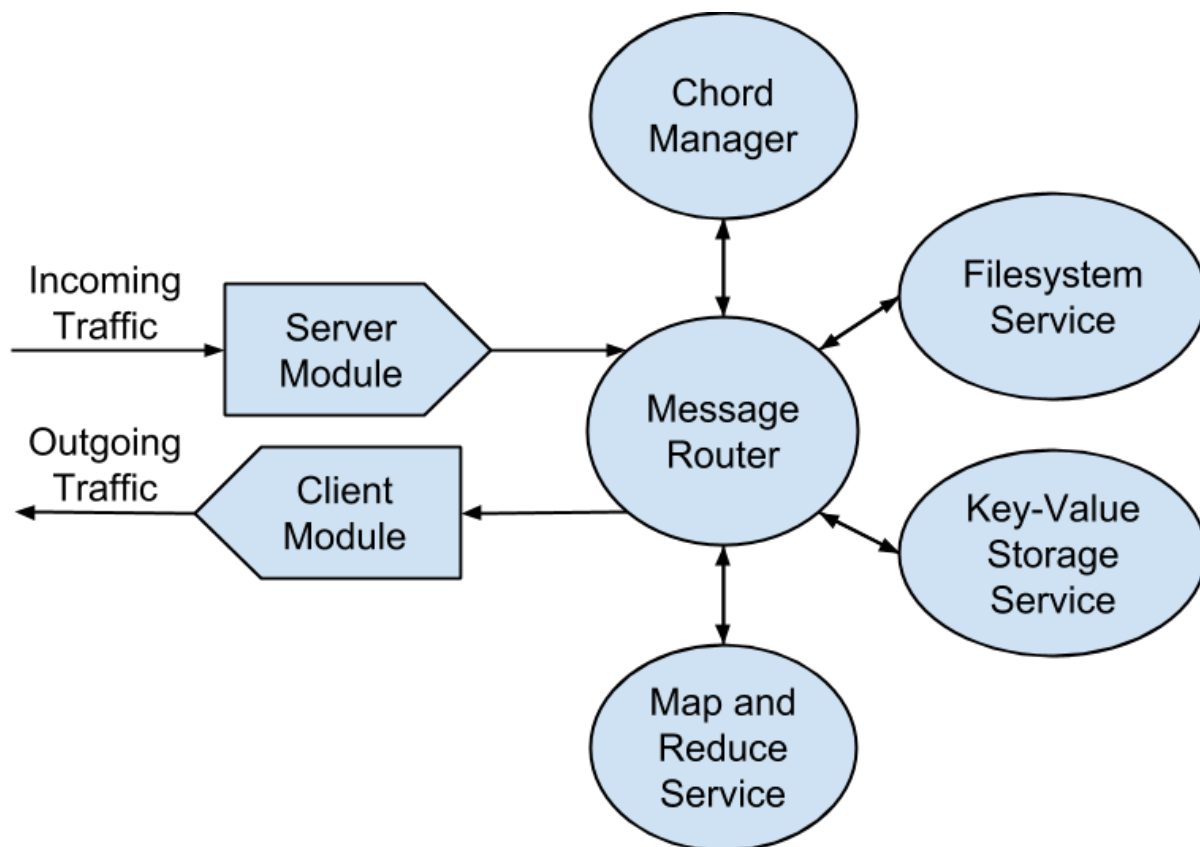 Chord
Manager
Incoming
Traffic
Server
Module
Filesystem
Service
Message
Router
Outgoing
Traffic
Client
Module
Key-Value
Storage
Service
Map and
Reduce
Service